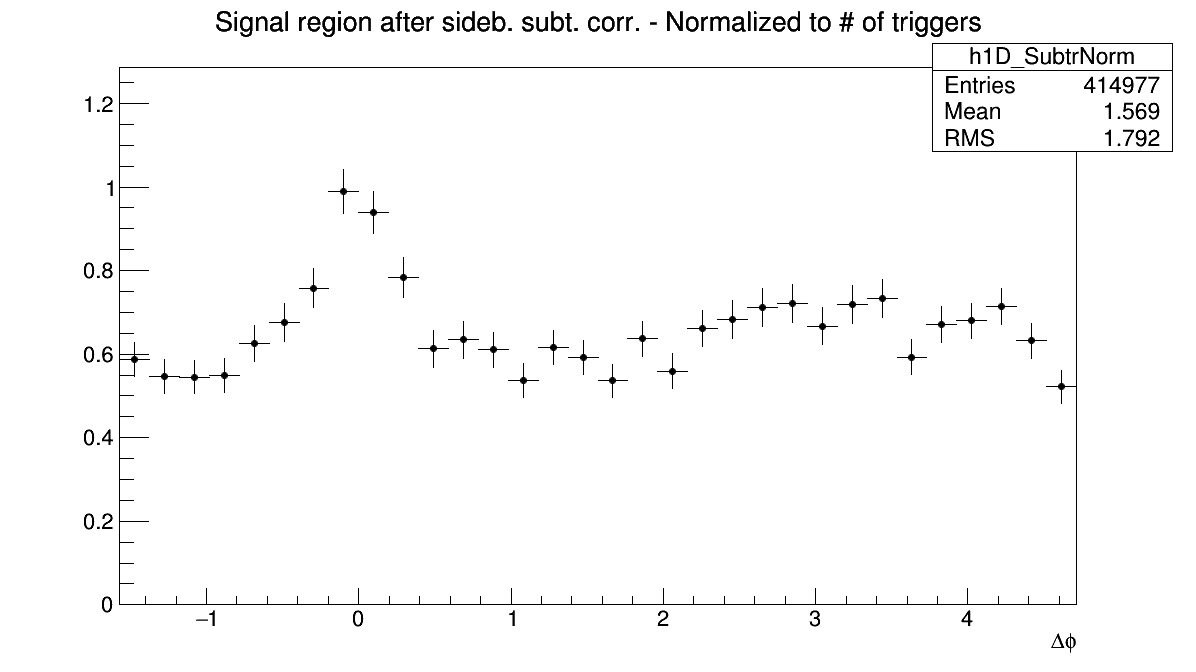 Signal region after sideb. subt. corr. - Normalized to # of triggers
h1D_SubtrNorm
Entries 414977
Mean 1.569
RMS 1.792
1.2
1
0.8
0.6
0.4
0.2
0
−1 0 1 2 3 4
Δϕ